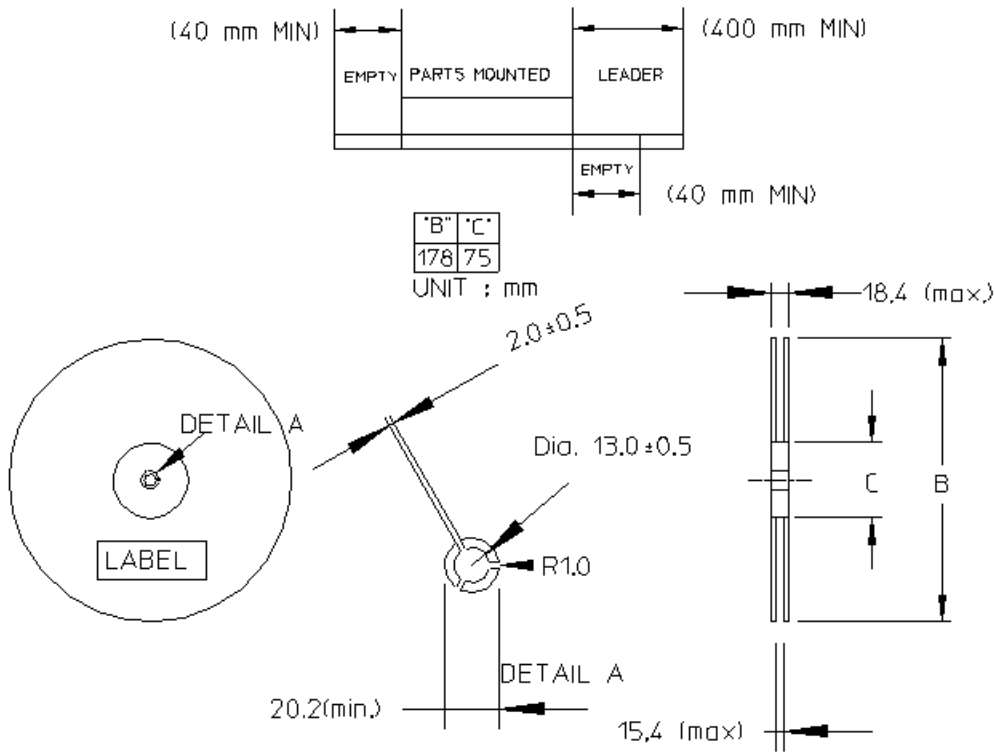 (40 mm MIN) (400 mm MIN)
EMPTY PARTS MOUNTED LEADER
EMPTY
(40 mm MIN)
"B" "C"
178 75
UNIT ; mm
18.4 (max.)
2.0±0.5
DETAIL A
Dia. 13.0±0.5
C B
LABEL
R1.0
DETAIL A
20.2(min.)
15.4 (max)